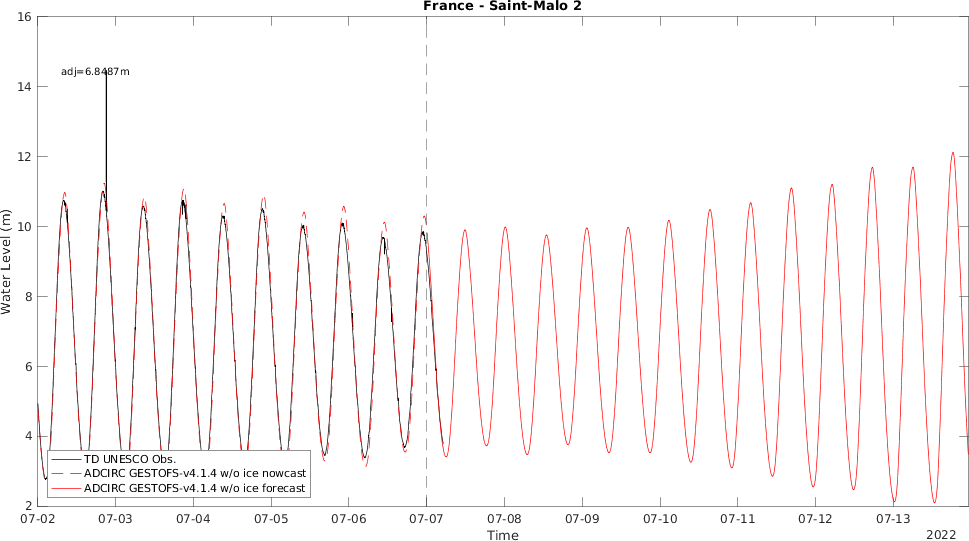 France - Saint-Malo 2
16
14
12
10
8
6
4
2
Water Level (m)
adj=6.8487m
TD UNESCO Obs.
ADCIRC GESTOFS-v4.1.4 w/o ice nowcast
ADCIRC GESTOFS-v4.1.4 w/o ice forecast
07-02 07-03 07-04 07-05 07-06 07-07 07-08 07-09 07-10 07-11 07-12 07-13
Time
2022